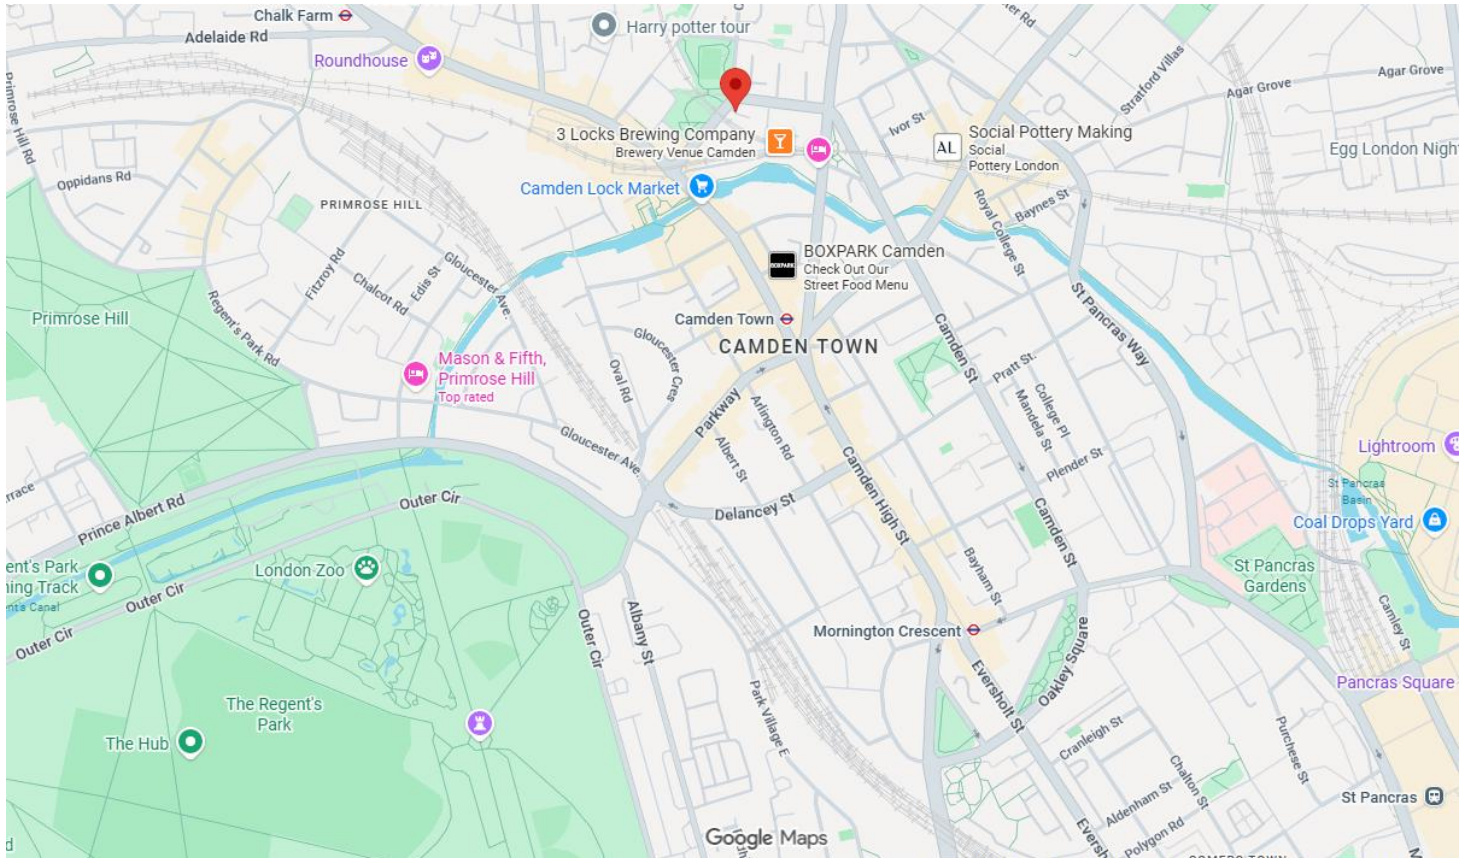 Chalk Farm
Adelaide Rd
Harry potter tour
Roundhouse
Primrose Hill Rd
Stratford Villas
Agar Grove
Agar Grove
Ivor St
3 Locks Brewing Company
Brewery Venue Camden
AL
Social Pottery Making
Social
Pottery London
Egg London Nigh
Oppidans Rd
Camden Lock Market
PRIMROSE HILL
Baynes St
Royal College St
BOXPARK
BOXPARK Camden
Check Out Our
Street Food Menu
Fitzroy Rd
Chalcot Rd
Edis St
Gloucester Ave.
Regent's Park Rd
Primrose Hill
Camden Town
CAMDEN TOWN
St Pancras Way
Gloucester Cres
Oval Rd
Mason & Fifth,
Primrose Hill
Top rated
Camden St
Pratt St.
College Pl
Mandela St
Parkway
Arlington Rd
Albert St
Gloucester Ave.
Plender St
Lightroom
St Pancras
Basin
Camden High St
Delancey St
Outer Cir
Prince Albert Rd
Coal Drops Yard
Camden St
Bayham St
London Zoo
ent's Park
ning Track
nt's Canal
Outer Cir
Outer Cir
St Pancras
Gardens
Camley St
Outer Cir
Albany St
Mornington Crescent
Oakley Square
Eversholt St
Pancras Square
The Regent's
Park
The Hub
Park Village E
Cranleigh St
Purchese St
Chalton St
Aldenham St
Polygon Rd
St Pancras
Google Maps